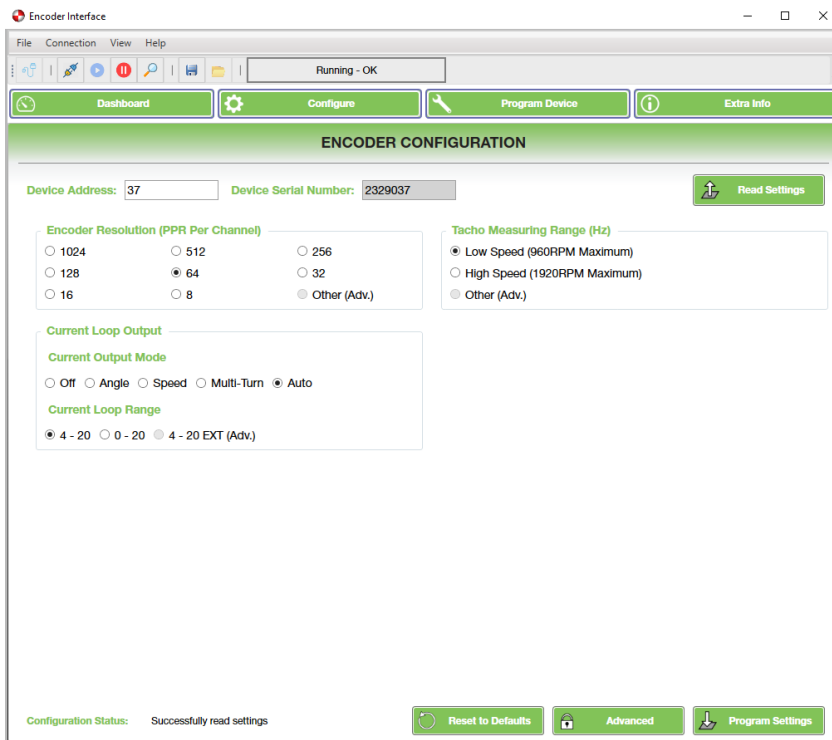 Encoder Interface
File Connection View Help
Running - OK
Dashboard Configure Program Device Extra Info
ENCODER CONFIGURATION
Device Address: 37 Device Serial Number: 2329037 Read Settings
Encoder Resolution (PPR Per Channel)
1024 512 256
128 64 32
16 8 Other (Adv.)
Tacho Measuring Range (Hz)
Low Speed (960RPM Maximum)
High Speed (1920RPM Maximum)
Other (Adv.)
Current Loop Output
Current Output Mode
Off Angle Speed Multi-Turn Auto
Current Loop Range
4 - 20 0 - 20 4 - 20 EXT (Adv.)
Configuration Status: Successfully read settings Reset to Defaults Advanced Program Settings